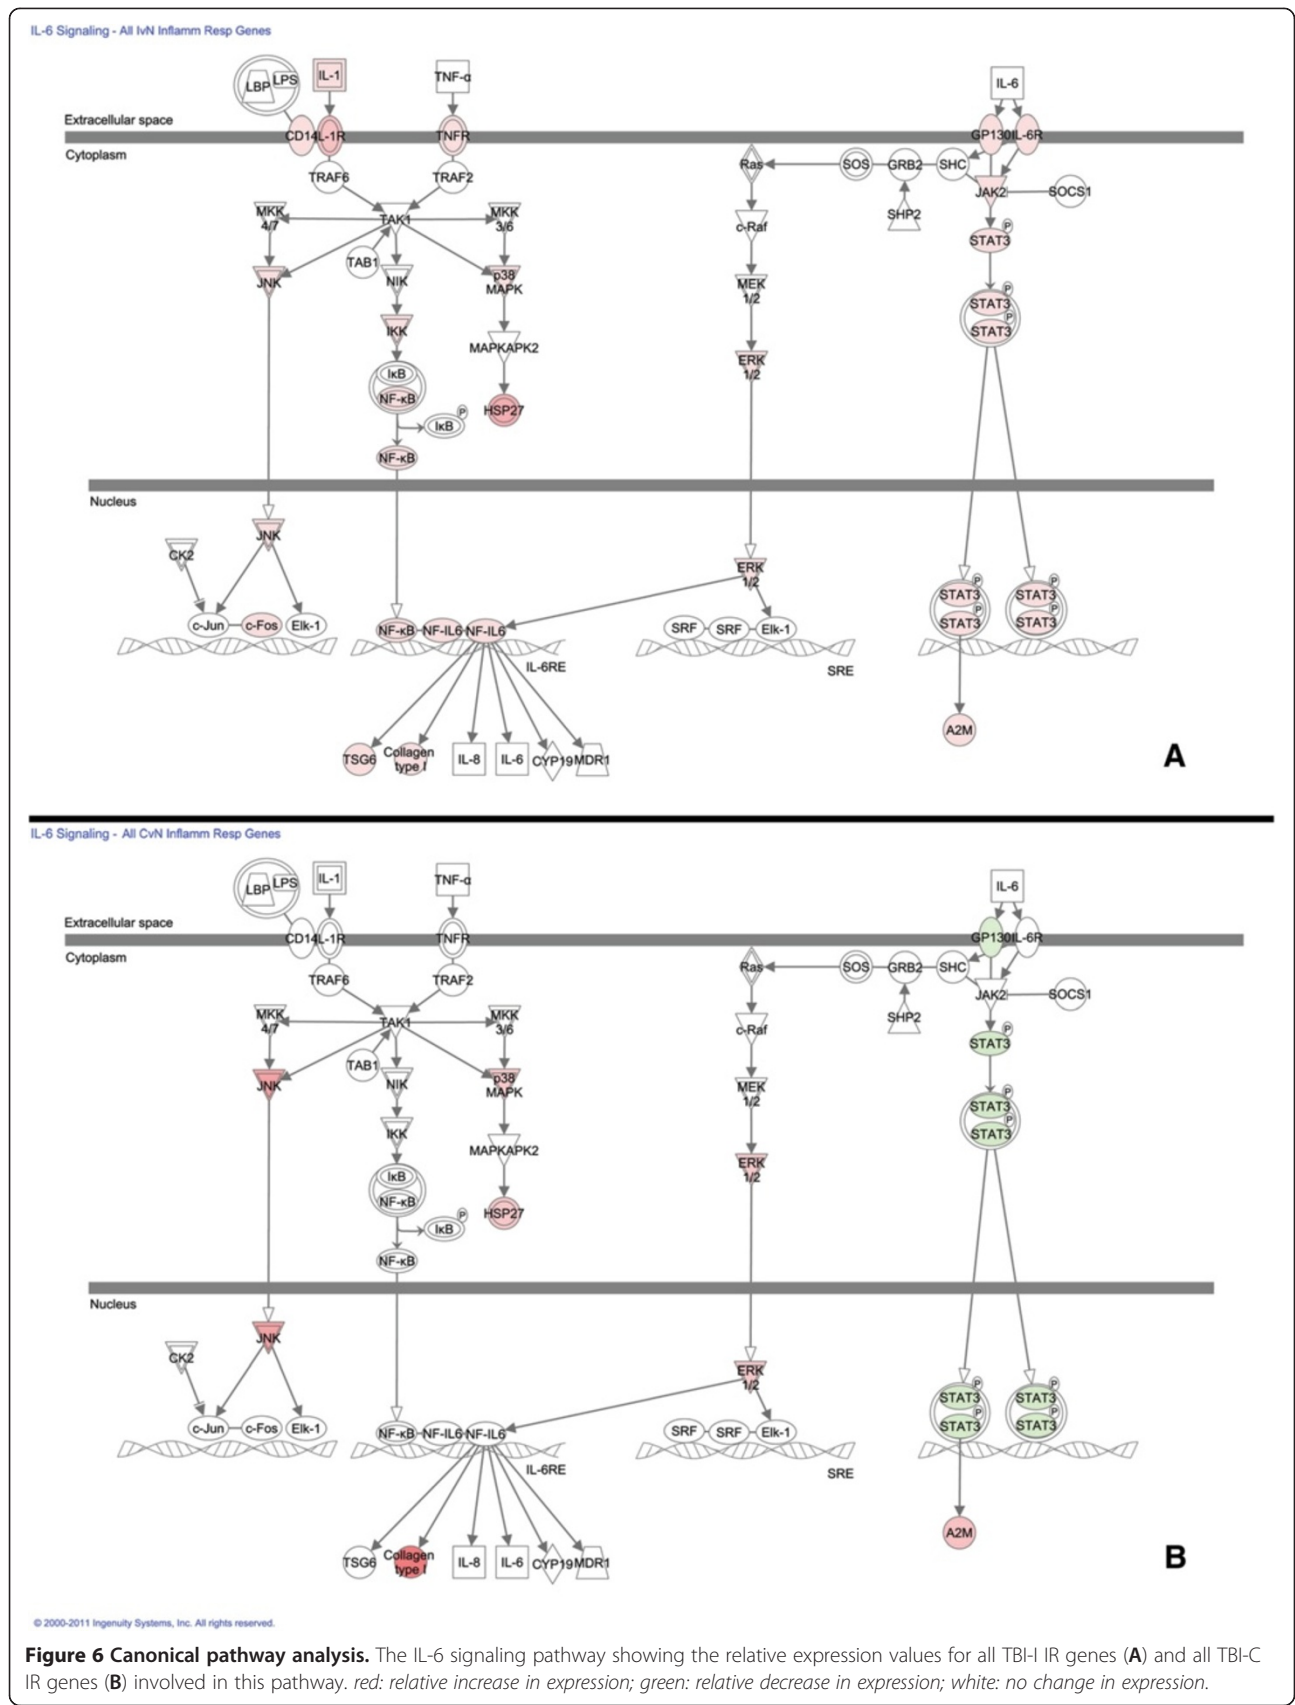 IL-6 Signaling - All IvN Inflamm Resp Genes
LBP LPS IL-1 TNF-α IL-6
Extracellular space
CD14 IL-1R TNFR GP130 IL-6R
Cytoplasm
TRAF6 TRAF2 Ras SOS GRB2 SHC
JAK2 SOCS1
MKK 4/7 TAK1 MKK 3/6 c-Raf SHP2
STAT3 P
TAB1 NIK JNK p38 MAPK MEK 1/2
STAT3 P
STAT3 P
IKK MAPKAPK2 ERK 1/2
IκB
NF-κB HSP27
IκB P
NF-κB
Nucleus
JNK
CK2 ERK 1/2
STAT3 P STAT3 P
STAT3 P STAT3 P
c-Jun c-Fos Elk-1 NF-κB NF-IL6 NF-IL6 SRF SRF Elk-1
IL-6RE SRE
A2M
TSG6 Collagen type I IL-8 IL-6 CYP19 MDR1
A
IL-6 Signaling - All CvN Inflamm Resp Genes
LBP LPS IL-1 TNF-α IL-6
Extracellular space
CD14 IL-1R TNFR GP130 IL-6R
Cytoplasm
TRAF6 TRAF2 Ras SOS GRB2 SHC
JAK2 SOCS1
MKK 4/7 TAK1 MKK 3/6 c-Raf SHP2
STAT3 P
TAB1 NIK JNK p38 MAPK MEK 1/2
STAT3 P
STAT3 P
IKK MAPKAPK2 ERK 1/2
IκB
NF-κB HSP27
IκB P
NF-κB
Nucleus
JNK
CK2 ERK 1/2
STAT3 P STAT3 P
STAT3 P STAT3 P
c-Jun c-Fos Elk-1 NF-κB NF-IL6 NF-IL6 SRF SRF Elk-1
IL-6RE SRE
A2M
TSG6 Collagen type I IL-8 IL-6 CYP19 MDR1
B
© 2000-2011 Ingenuity Systems, Inc. All rights reserved.
Figure 6 Canonical pathway analysis. The IL-6 signaling pathway showing the relative expression values for all TBI-I IR genes (A) and all TBI-C
IR genes (B) involved in this pathway. red: relative increase in expression; green: relative decrease in expression; white: no change in expression.